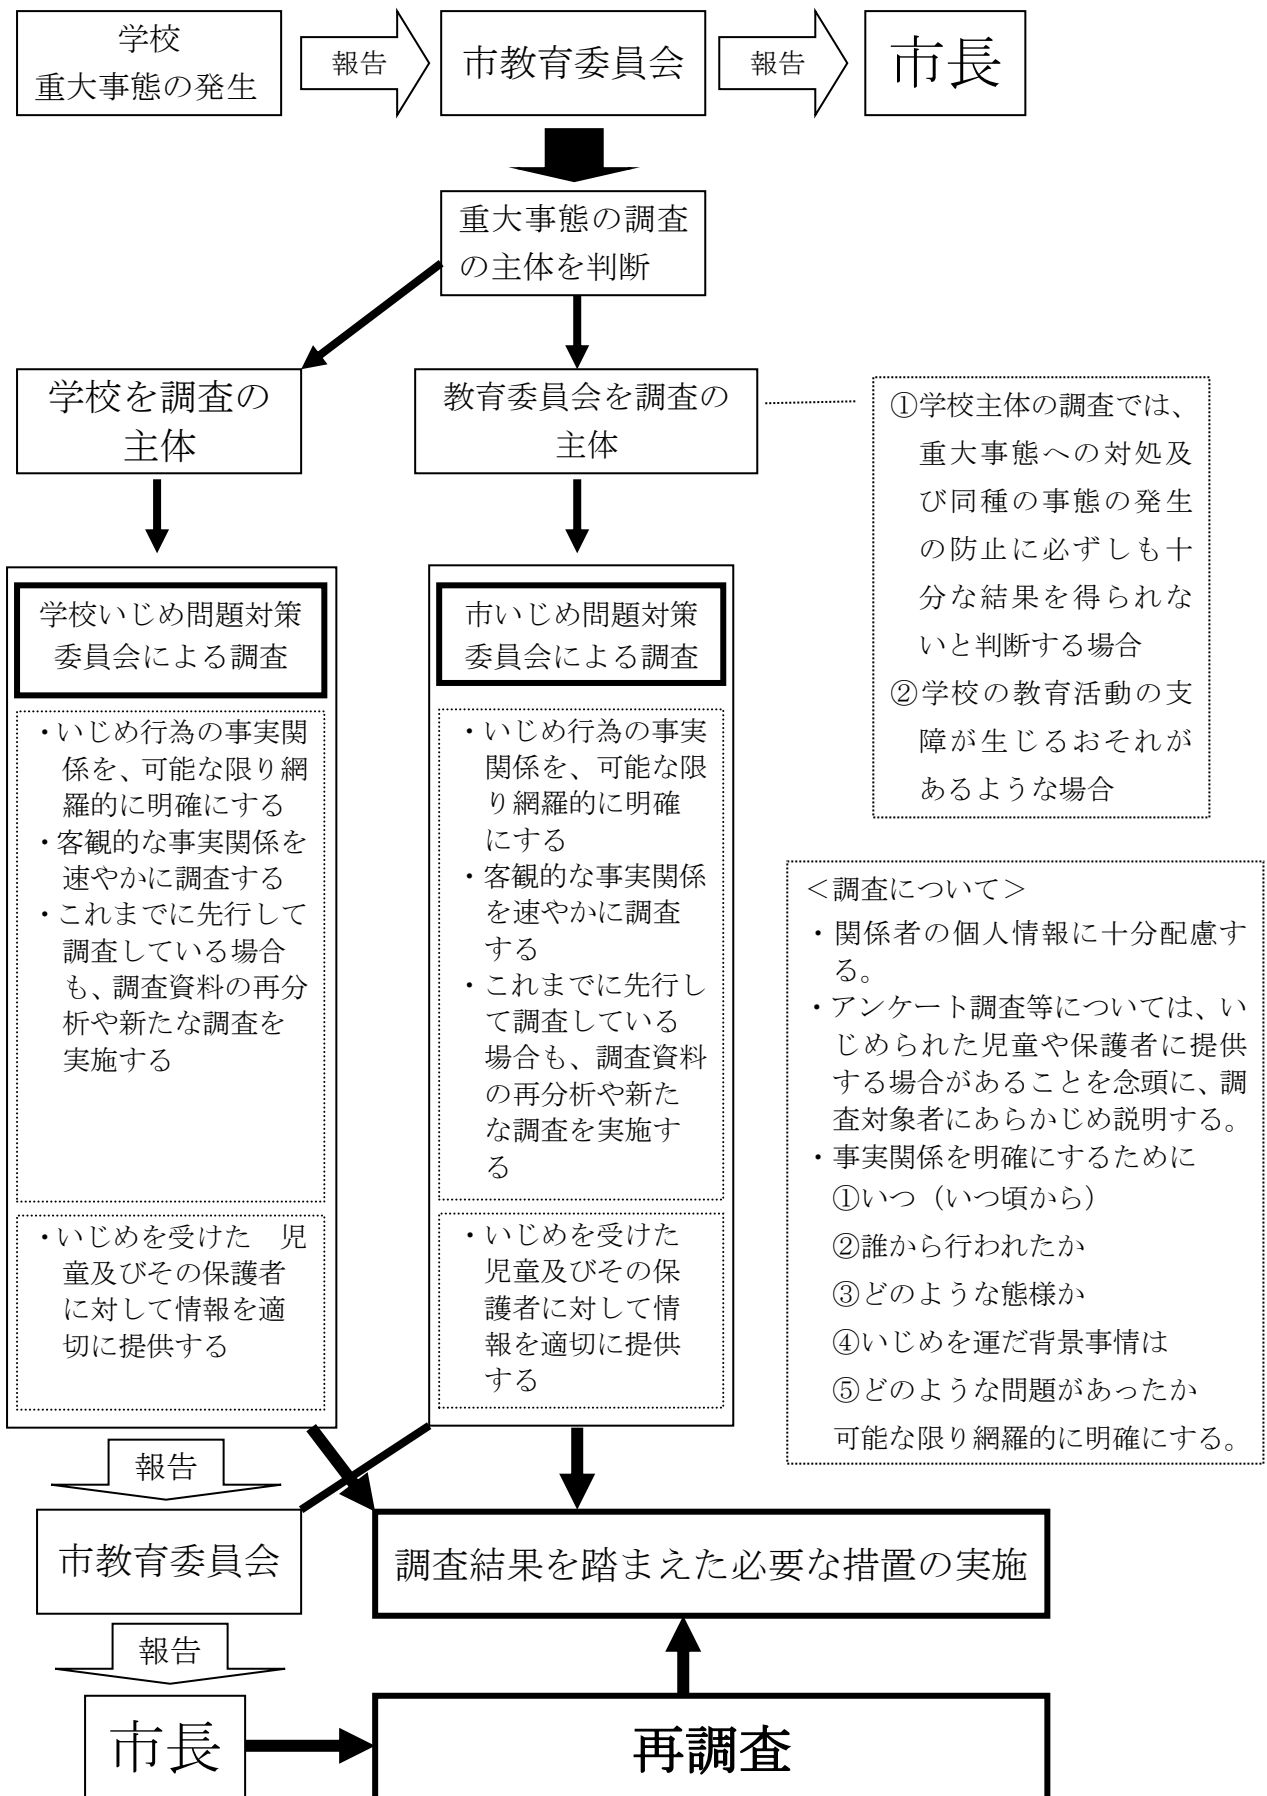 学校
重大事態の発生
報告
市教育委員会
報告
市長
重大事態の調査
の主体を判断
学校を調査の
主体
教育委員会を調査の
主体
①学校主体の調査では、
重大事態への対処及
び同種の事態の発生
の防止に必ずしも十
分な結果を得られな
いと判断する場合
②学校の教育活動の支
障が生じるおそれが
あるような場合
学校いじめ問題対策
委員会による調査
・いじめ行為の事実関
係を、可能な限り網
羅的に明確にする
・客観的な事実関係を
速やかに調査する
・これまでに先行して
調査している場合
も、調査資料の再分
析や新たな調査を
実施する
・いじめを受けた　児
童及びその保護者
に対して情報を適
切に提供する
市いじめ問題対策
委員会による調査
・いじめ行為の事実
関係を、可能な限
り網羅的に明確
にする
・客観的な事実関係
を速やかに調査
する
・これまでに先行し
て調査している
場合も、調査資料
の再分析や新た
な調査を実施す
る
・いじめを受けた
児童及びその保
護者に対して情
報を適切に提供
する
＜調査について＞
・関係者の個人情報に十分配慮す
る。
・アンケート調査等については、い
じめられた児童や保護者に提供
する場合があることを念頭に、調
査対象者にあらかじめ説明する。
・事実関係を明確にするために
①いつ（いつ頃から）
②誰から行われたか
③どのような態様か
④いじめを運だ背景事情は
⑤どのような問題があったか
可能な限り網羅的に明確にする。
報告
市教育委員会
調査結果を踏まえた必要な措置の実施
報告
市長
再調査